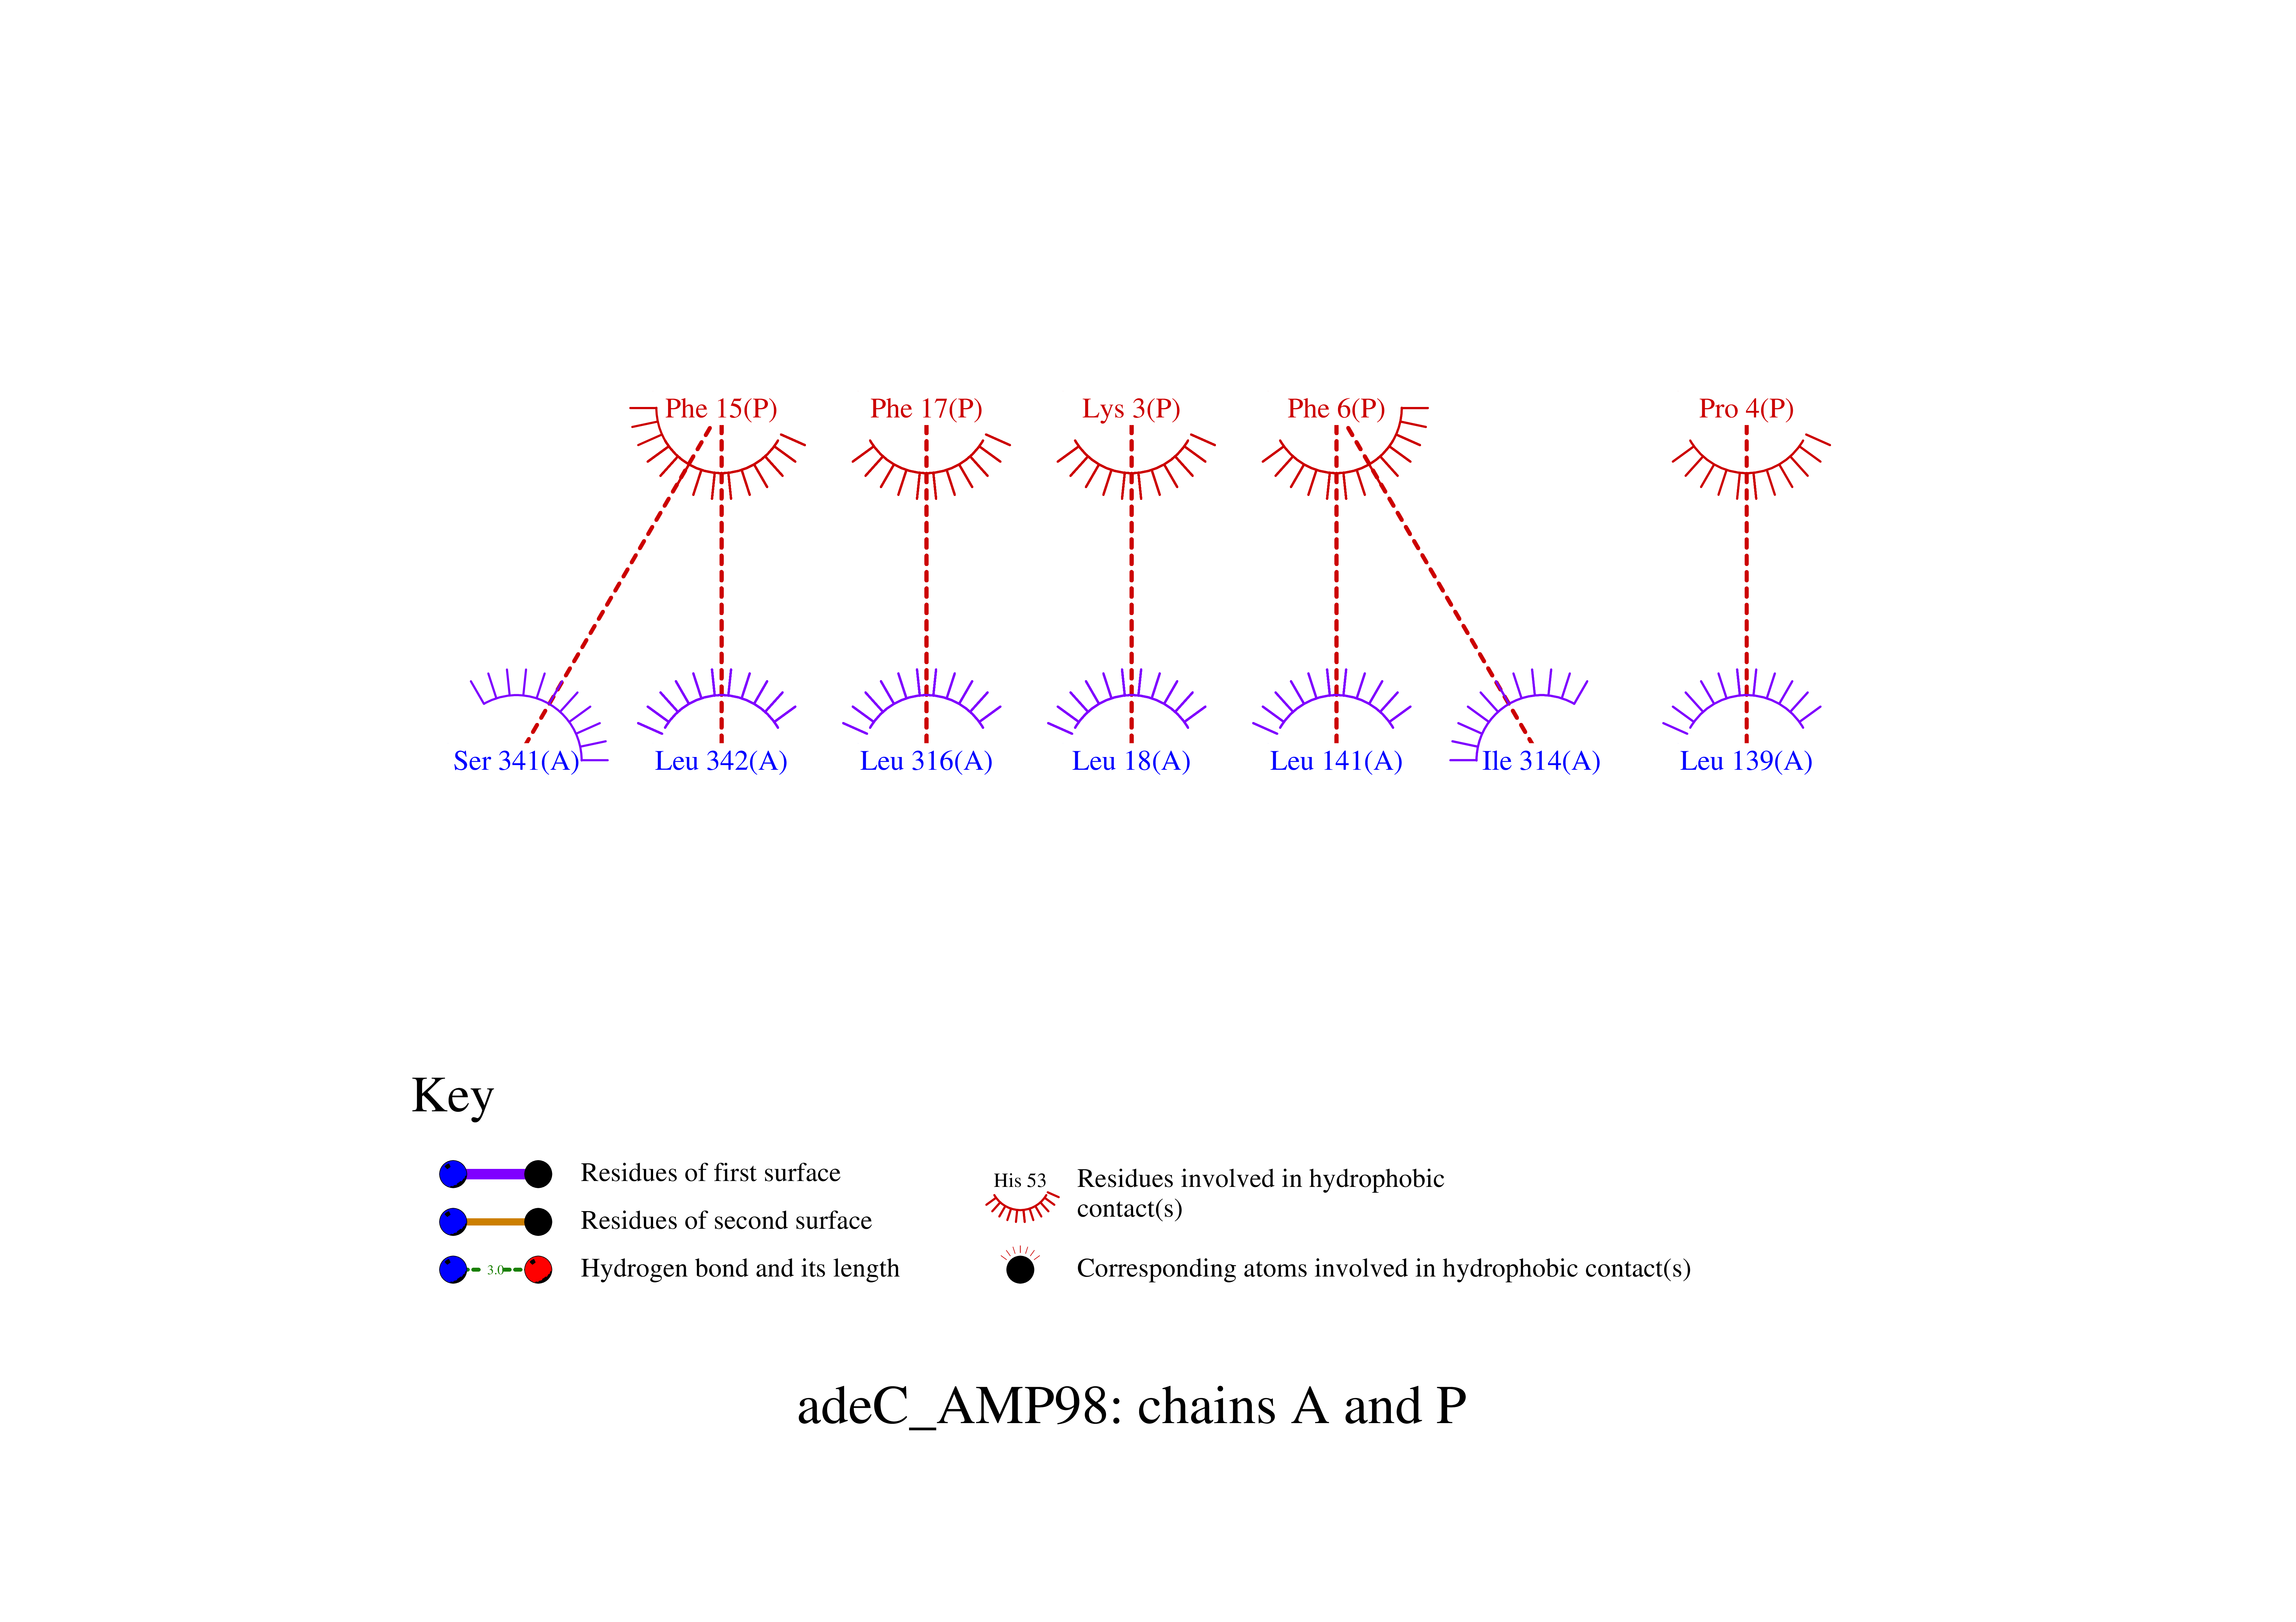 Phe 15(P) Phe 17(P) Lys 3(P) Phe 6(P) Pro 4(P)
Ser 341(A) Leu 342(A) Leu 316(A) Leu 18(A) Leu 141(A) Ile 314(A) Leu 139(A)
Key
Residues of first surface
Residues of second surface
3.0 Hydrogen bond and its length
His 53 Residues involved in hydrophobic
contact(s)
Corresponding atoms involved in hydrophobic contact(s)
adeC_AMP98: chains A and P